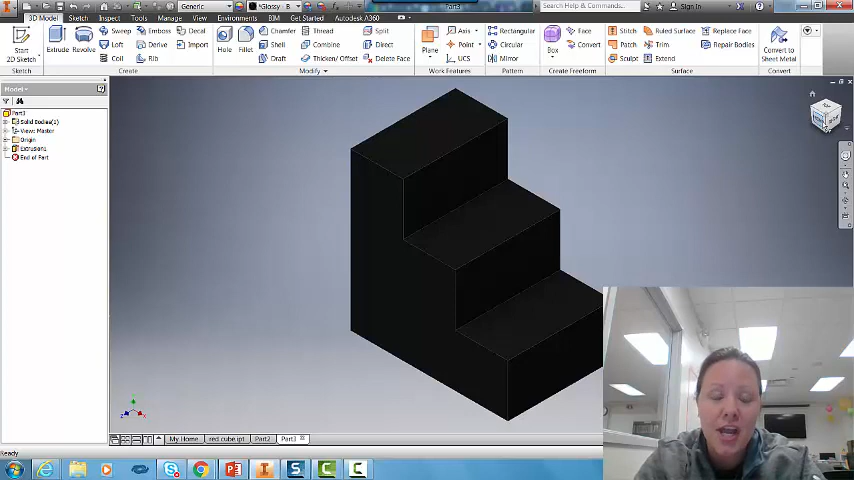 Generic
*Glossy - B
Part3
Sign In
3D Model Sketch Inspect Tools Manage View Environments BIM Get Started Autodesk A360
Start
2D Sketch
Extrude Revolve
Sweep Emboss Decal
Loft Derive Import
Coil Rib
Hole Fillet
Chamfer Thread Split
Shell Combine Direct
Draft Thicken/ Offset Delete Face
Plane
Axis
Point
UCS
Rectangular
Circular
Mirror
Box
Face
Convert
Stitch Ruled Surface Replace Face
Patch Trim Repair Bodies
Sculpt Extend
Convert to
Sheet Metal
Sketch Create Modify Work Features Pattern Create Freeform Surface Convert
Model
Part3
Solid Bodies(1)
View: Master
Origin
Extrusion1
End of Part
My Home red cube.ipt Part2 Part3
Ready